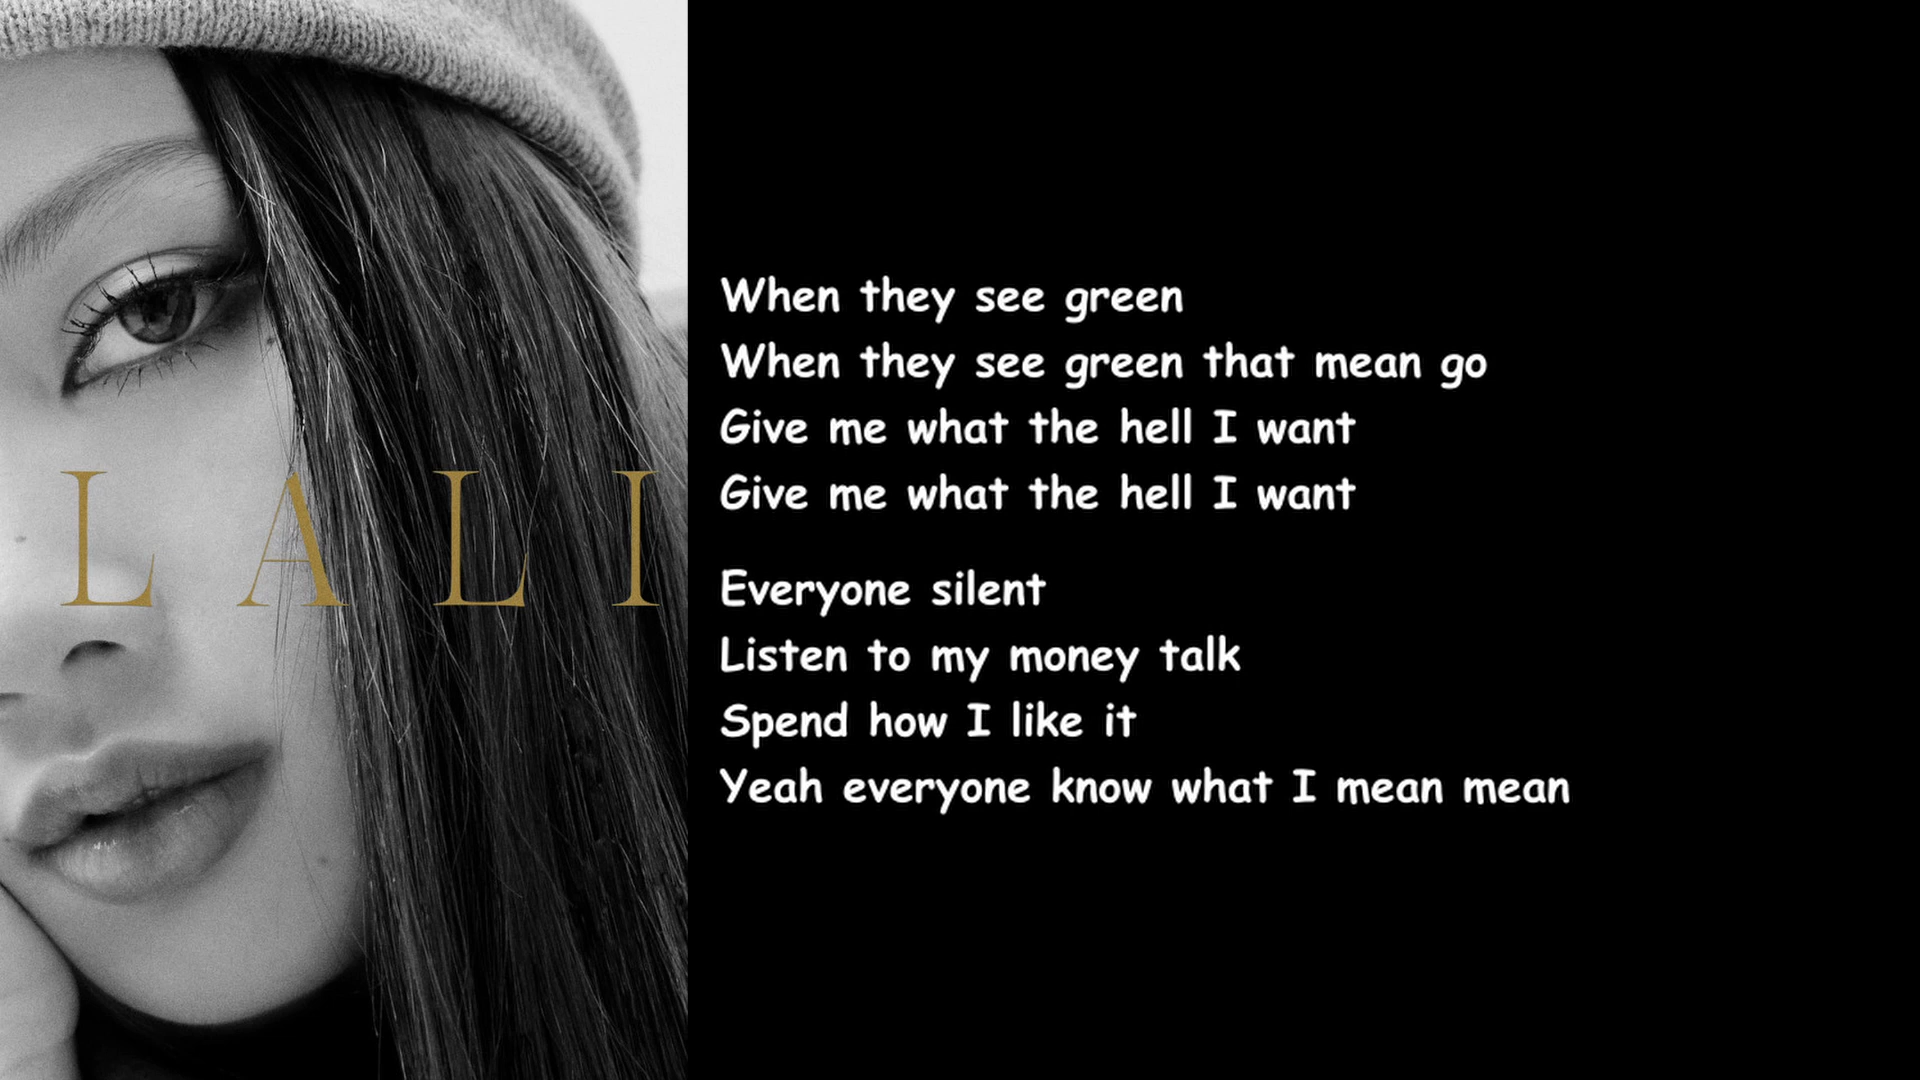 L A L I
When they see green
When they see green that mean go
Give me what the hell I want
Give me what the hell I want
Everyone silent
Listen to my money talk
Spend how I like it
Yeah everyone know what I mean mean